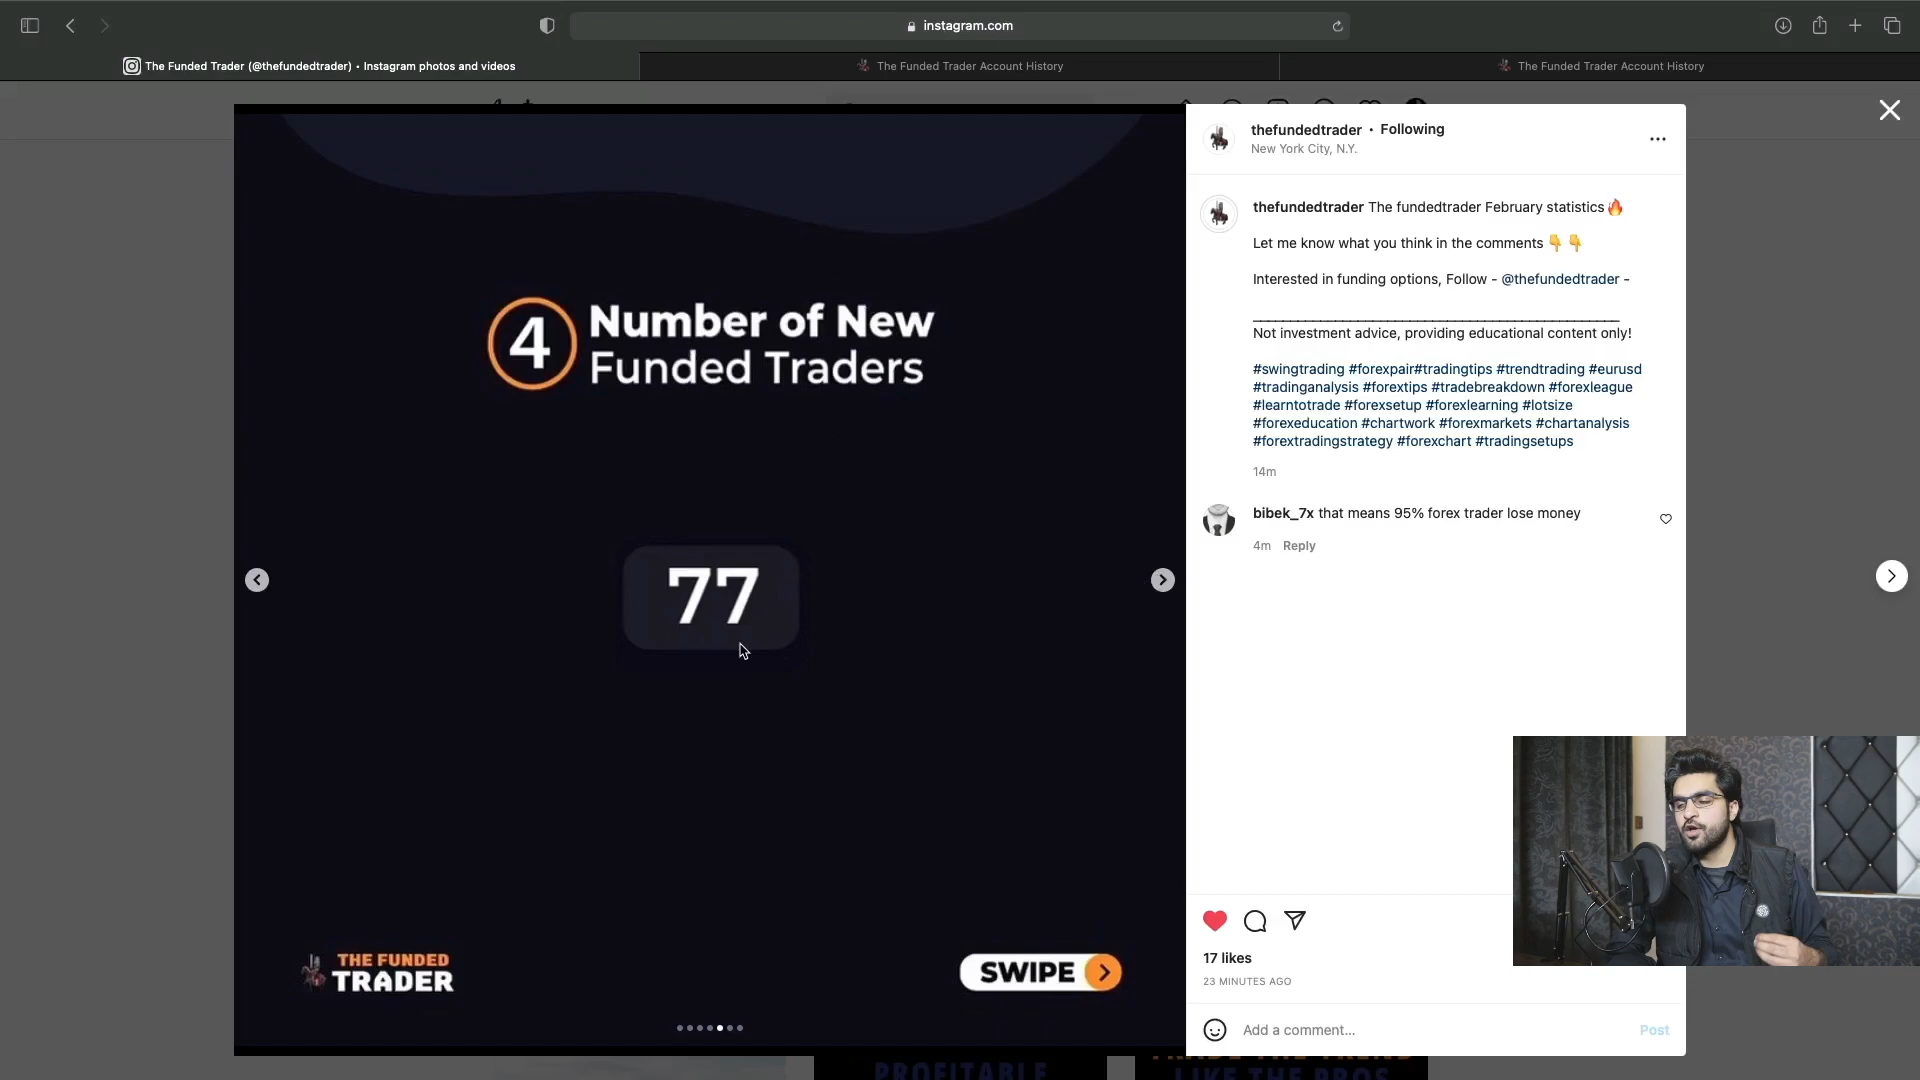 instagram.com
The Funded Trader (@thefundedtrader) • Instagram photos and videos
The Funded Trader Account History
The Funded Trader Account History
4 Number of New
Funded Traders
77
THE FUNDED
TRADER
SWIPE
thefundedtrader • Following
New York City, N.Y.
thefundedtrader The fundedtrader February statistics🔥
Let me know what you think in the comments 👇 👇
Interested in funding options, Follow - @thefundedtrader -
Not investment advice, providing educational content only!
#swingtrading #forexpair#tradingtips #trendtrading #eurusd
#tradinganalysis #forextips #tradebreakdown #forexleague
#learntotrade #forexsetup #forexlearning #lotsize
#forexeducation #chartwork #forexmarkets #chartanalysis
#forextradingstrategy #forexchart #tradingsetups
14m
bibek_7x that means 95% forex trader lose money
4m Reply
17 likes
23 MINUTES AGO
Add a comment...
Post
PROFITABLE
LIKE THE PROS